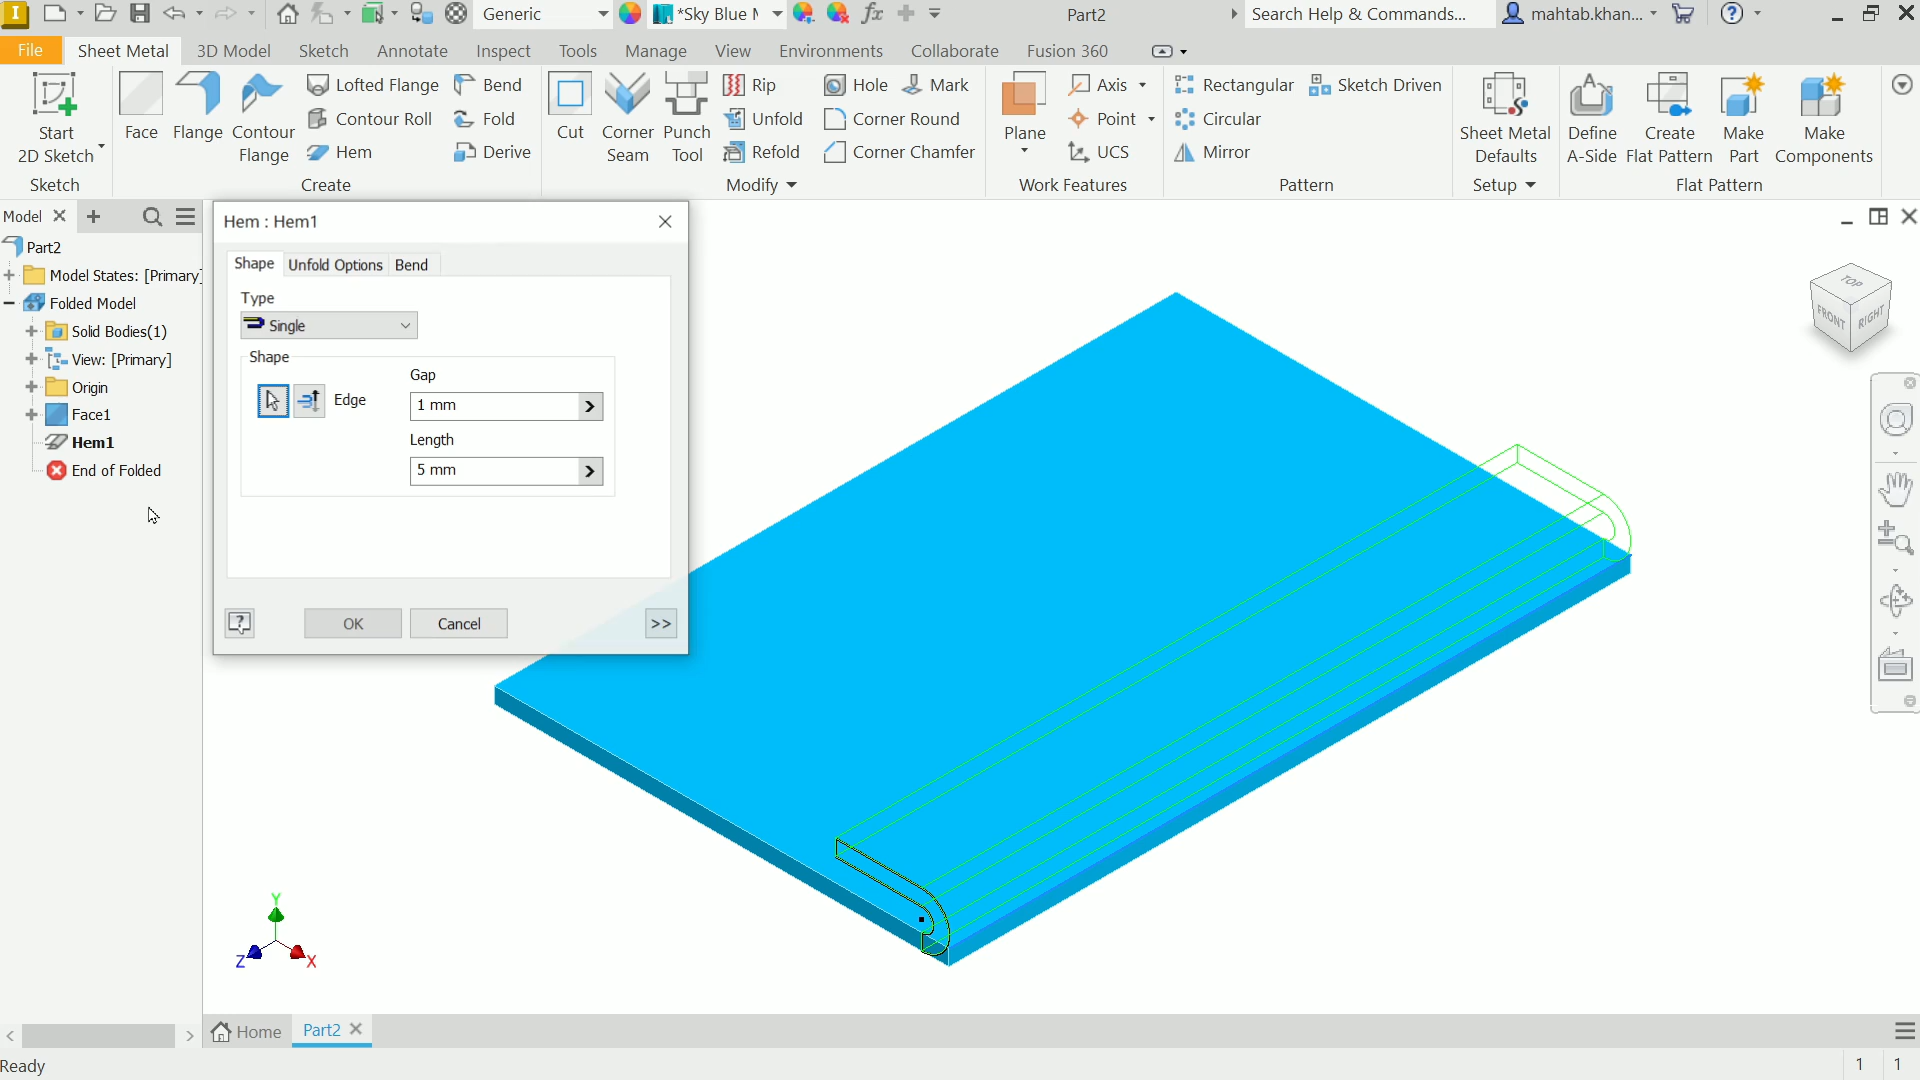 Generic
*Sky Blue M
Part2
Search Help & Commands...
mahtab.khan...
File
Sheet Metal
3D Model
Sketch
Annotate
Inspect
Tools
Manage
View
Environments
Collaborate
Fusion 360
Start
2D Sketch
Face
Flange
Contour
Flange
Lofted Flange
Contour Roll
Hem
Bend
Fold
Derive
Cut
Corner
Seam
Punch
Tool
Rip
Unfold
Refold
Hole
Mark
Corner Round
Corner Chamfer
Plane
Axis
Point
UCS
Rectangular
Sketch Driven
Circular
Mirror
Sheet Metal
Defaults
Define
A-Side
Create
Flat Pattern
Make
Part
Make
Components
Sketch
Create
Modify
Work Features
Pattern
Setup
Flat Pattern
Model
Part2
Model States: [Primary]
Folded Model
Solid Bodies(1)
View: [Primary]
Origin
Face1
Hem1
End of Folded
Hem : Hem1
Shape
Unfold Options
Bend
Type
Single
Shape
Edge
Gap
1 mm
Length
5 mm
OK
Cancel
>>
TOP
FRONT
RIGHT
Y
Z
X
Home
Part2
Ready
1
1